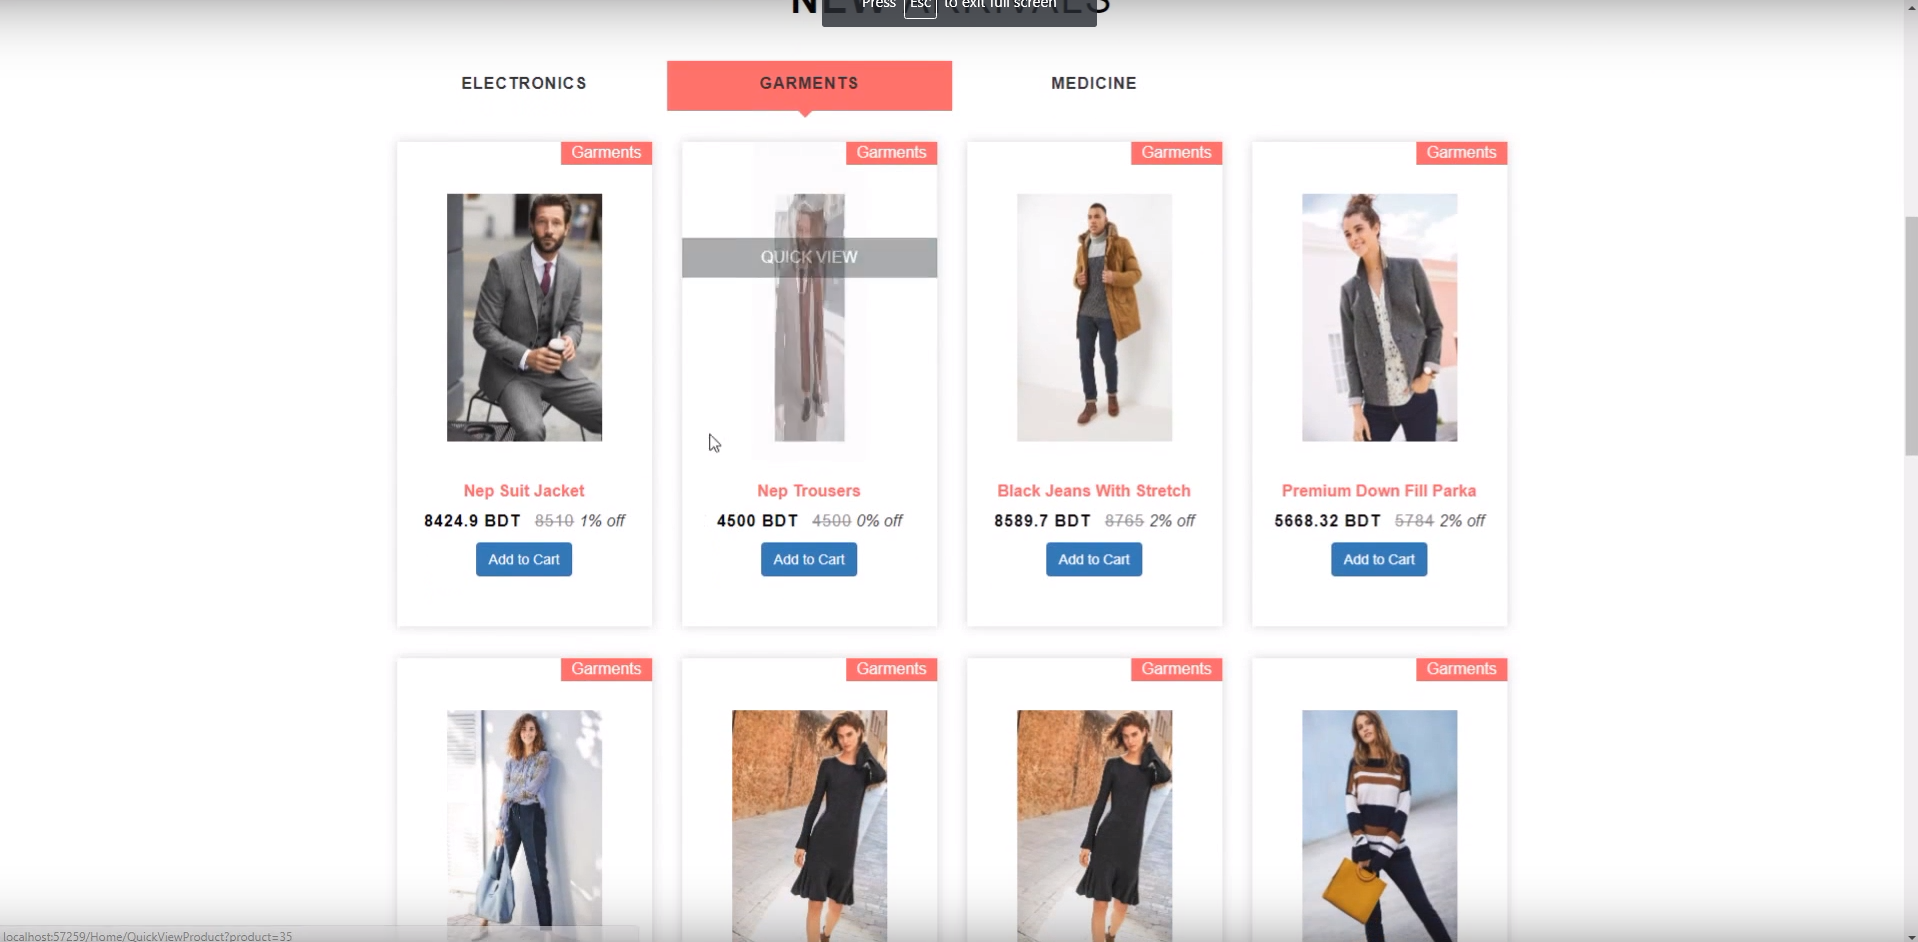 NEW ARRIVALS
Press Esc to exit full screen
ELECTRONICS
GARMENTS
MEDICINE
Garments
Garments
Garments
Garments
QUICK VIEW
Nep Suit Jacket
Nep Trousers
Black Jeans With Stretch
Premium Down Fill Parka
8424.9 BDT 8510 1% off
4500 BDT 4500 0% off
8589.7 BDT 8765 2% off
5668.32 BDT 5784 2% off
Add to Cart
Add to Cart
Add to Cart
Add to Cart
Garments
Garments
Garments
Garments
localhost:57259/Home/QuickViewProduct?product=35